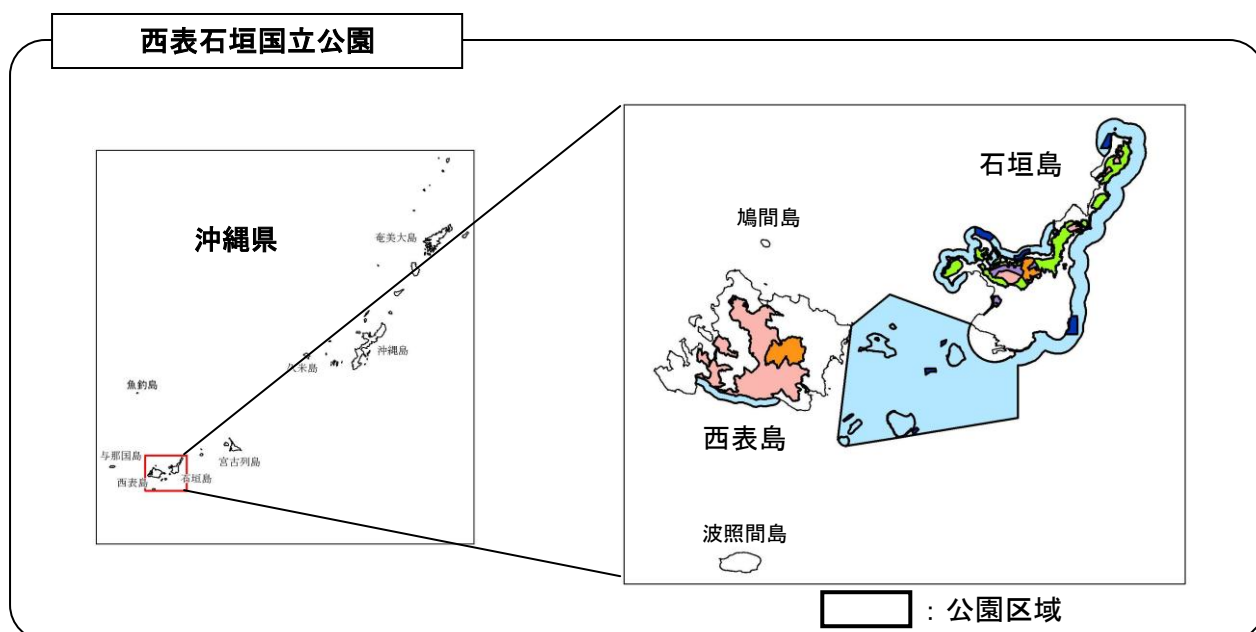 西表石垣国立公園
沖縄県
奄美大島
沖縄島
久米島
魚釣島
与那国島
宮古列島
西表島
石垣島
石垣島
鳩間島
西表島
波照間島
：公園区域